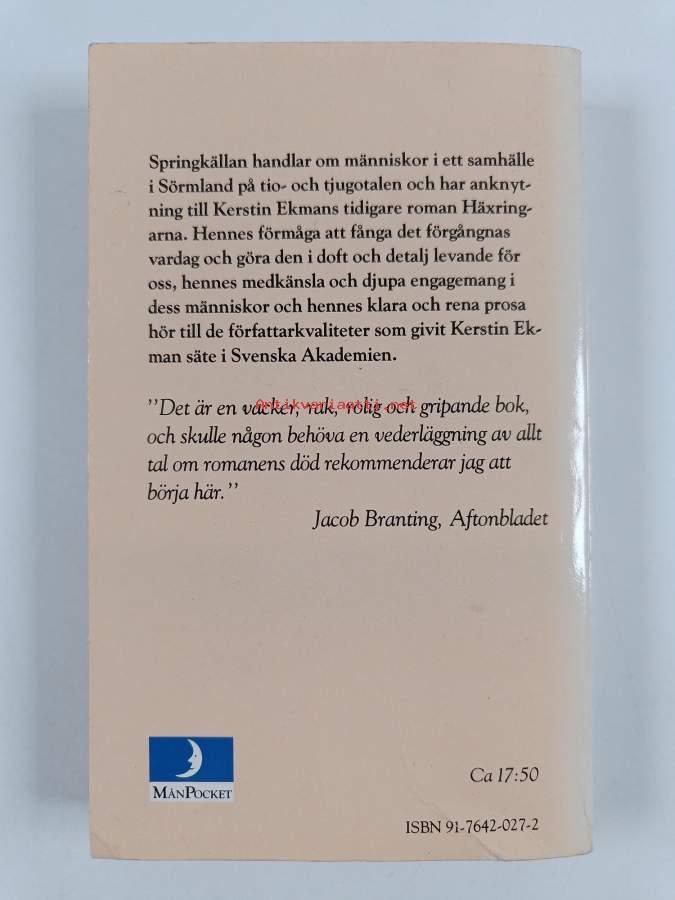 Springkällan handlar om människor i ett samhälle
i Sörmland på tio- och tjugotalen och har anknyt-
ning till Kerstin Ekmans tidigare roman Häxring-
arna. Hennes förmåga att fånga det förgångnas
vardag och göra den i doft och detalj levande för
oss, hennes medkänsla och djupa engagemang i
dess människor och hennes klara och rena prosa
hör till de författarkvaliteter som givit Kerstin Ek-
man säte i Svenska Akademien.
Antikvariaatti.net
''Det är en vacker, rak, rolig och gripande bok,
och skulle någon behöva en vederläggning av allt
tal om romanens död rekommenderar jag att
börja här.''
Jacob Branting, Aftonbladet
MÅNPOCKET
Ca 17:50
ISBN 91-7642-027-2